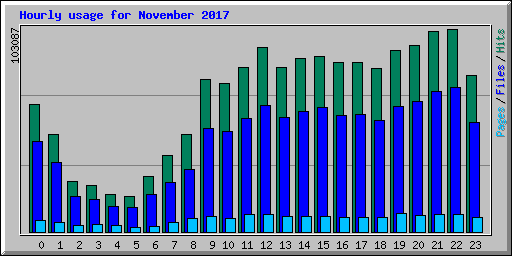 Hourly usage for November 2017
103087
Pages/Files/Hits
0 1 2 3 4 5 6 7 8 9 10 11 12 13 14 15 16 17 18 19 20 21 22 23